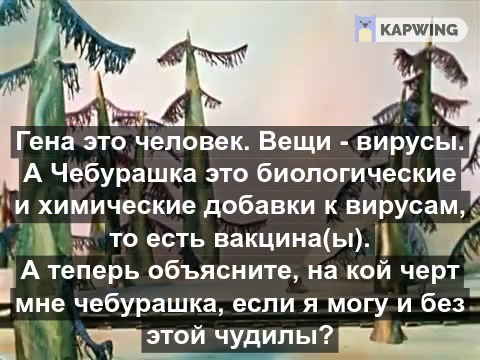 KAPWING
Гена это человек. Вещи - вирусы.
А Чебурашка это биологические
и химические добавки к вирусам,
то есть вакцина(ы).
А теперь объясните, на кой черт
мне чебурашка, если я могу и без
этой чудилы?